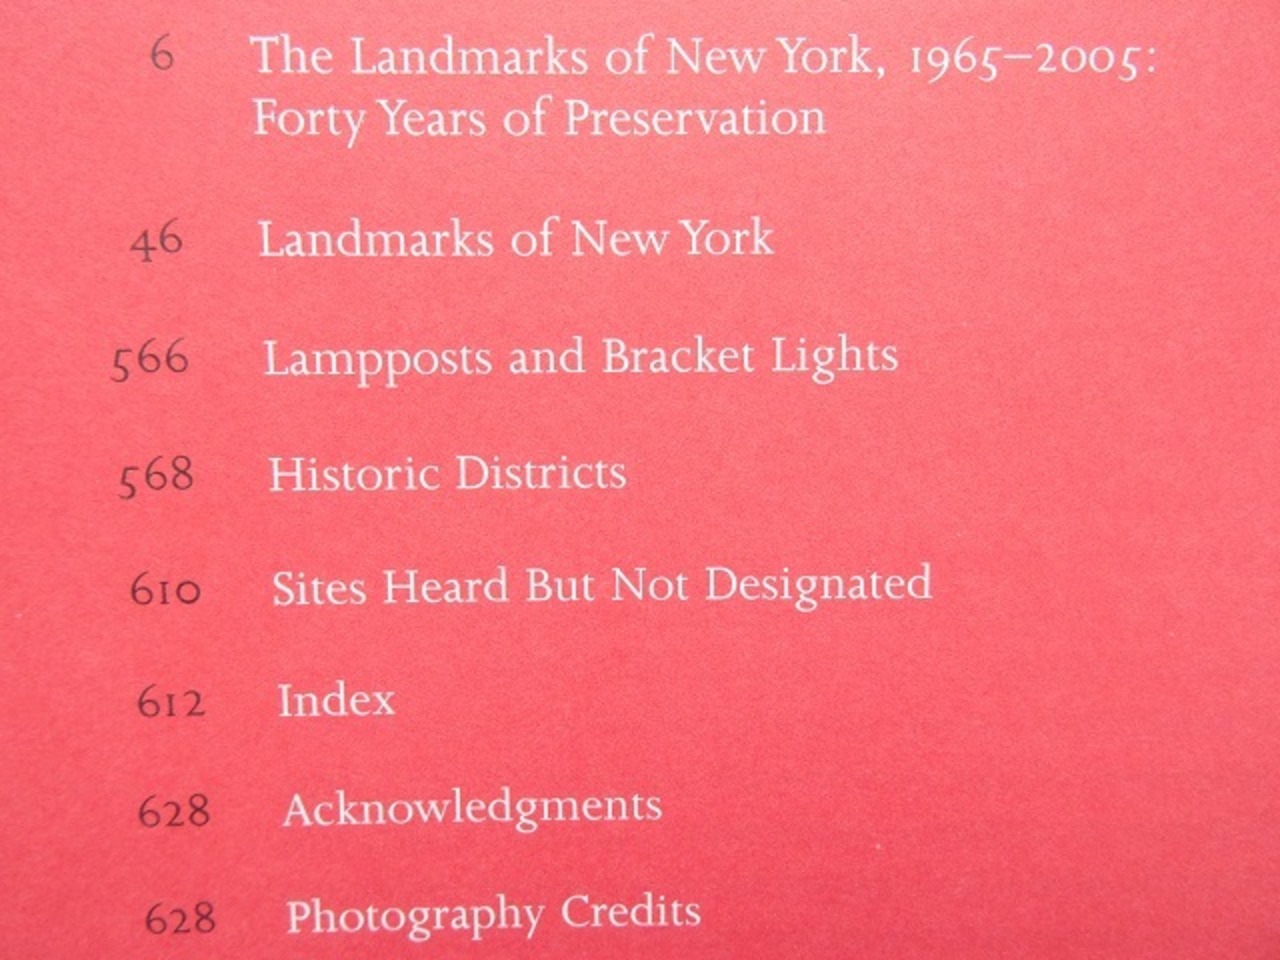 6 The Landmarks of New York, 1965–2005:
Forty Years of Preservation
46 Landmarks of New York
566 Lampposts and Bracket Lights
568 Historic Districts
610 Sites Heard But Not Designated
612 Index
628 Acknowledgments
628 Photography Credits